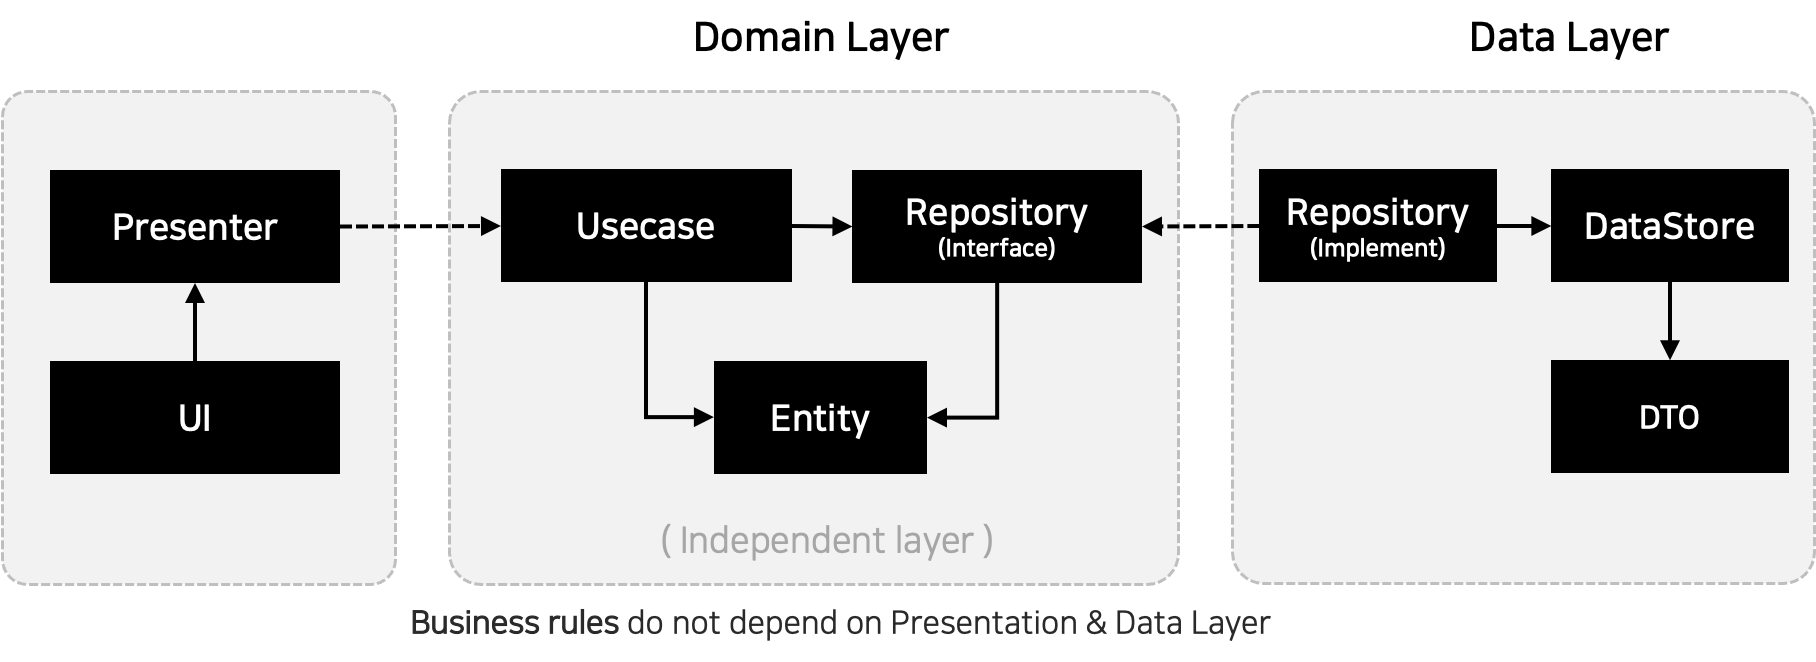 Domain Layer
Data Layer
Presenter
UI
Usecase
Repository
(Interface)
Entity
( Independent layer )
Repository
(Implement)
DataStore
DTO
Business rules do not depend on Presentation & Data Layer